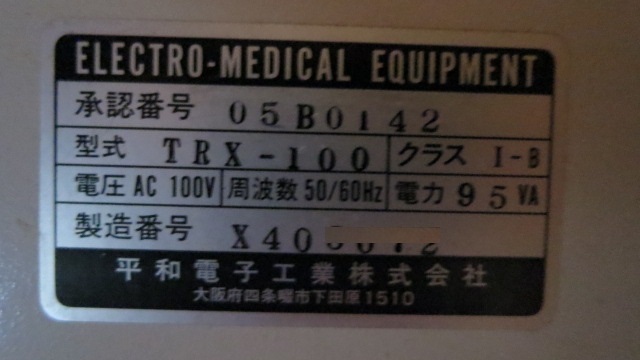 ELECTRO-MEDICAL EQUIPMENT
承認番号 05B0142
型式 TRX-100 クラス I-B
電圧 AC 100V 周波数 50/60Hz 電力 95 VA
製造番号
平和電子工業株式会社
大阪府四条畷市下田原1510